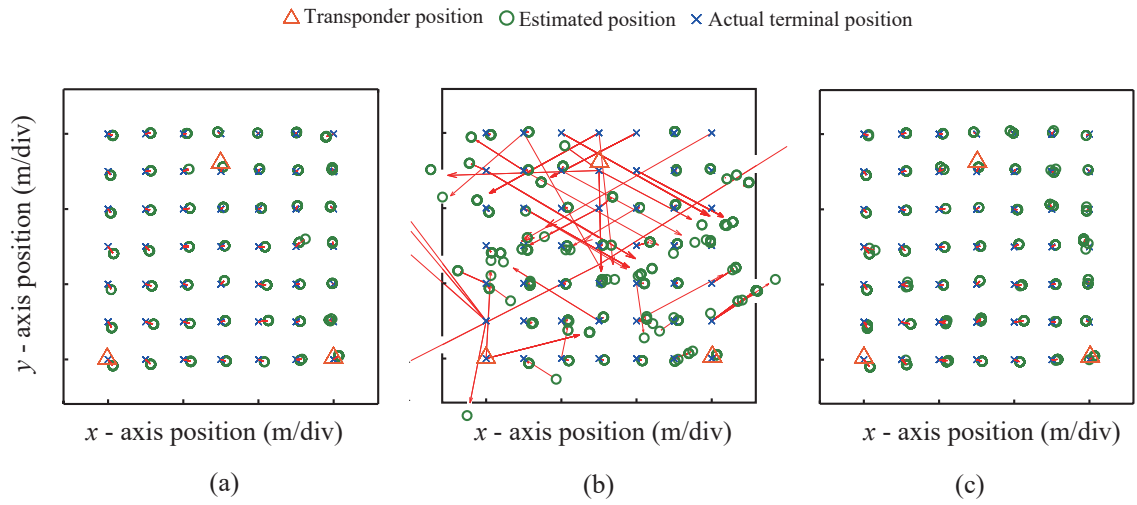 Transponder position Estimated position Actual terminal position
y - axis position (m/div)
x - axis position (m/div) x - axis position (m/div) x - axis position (m/div)
(a) (b) (c)